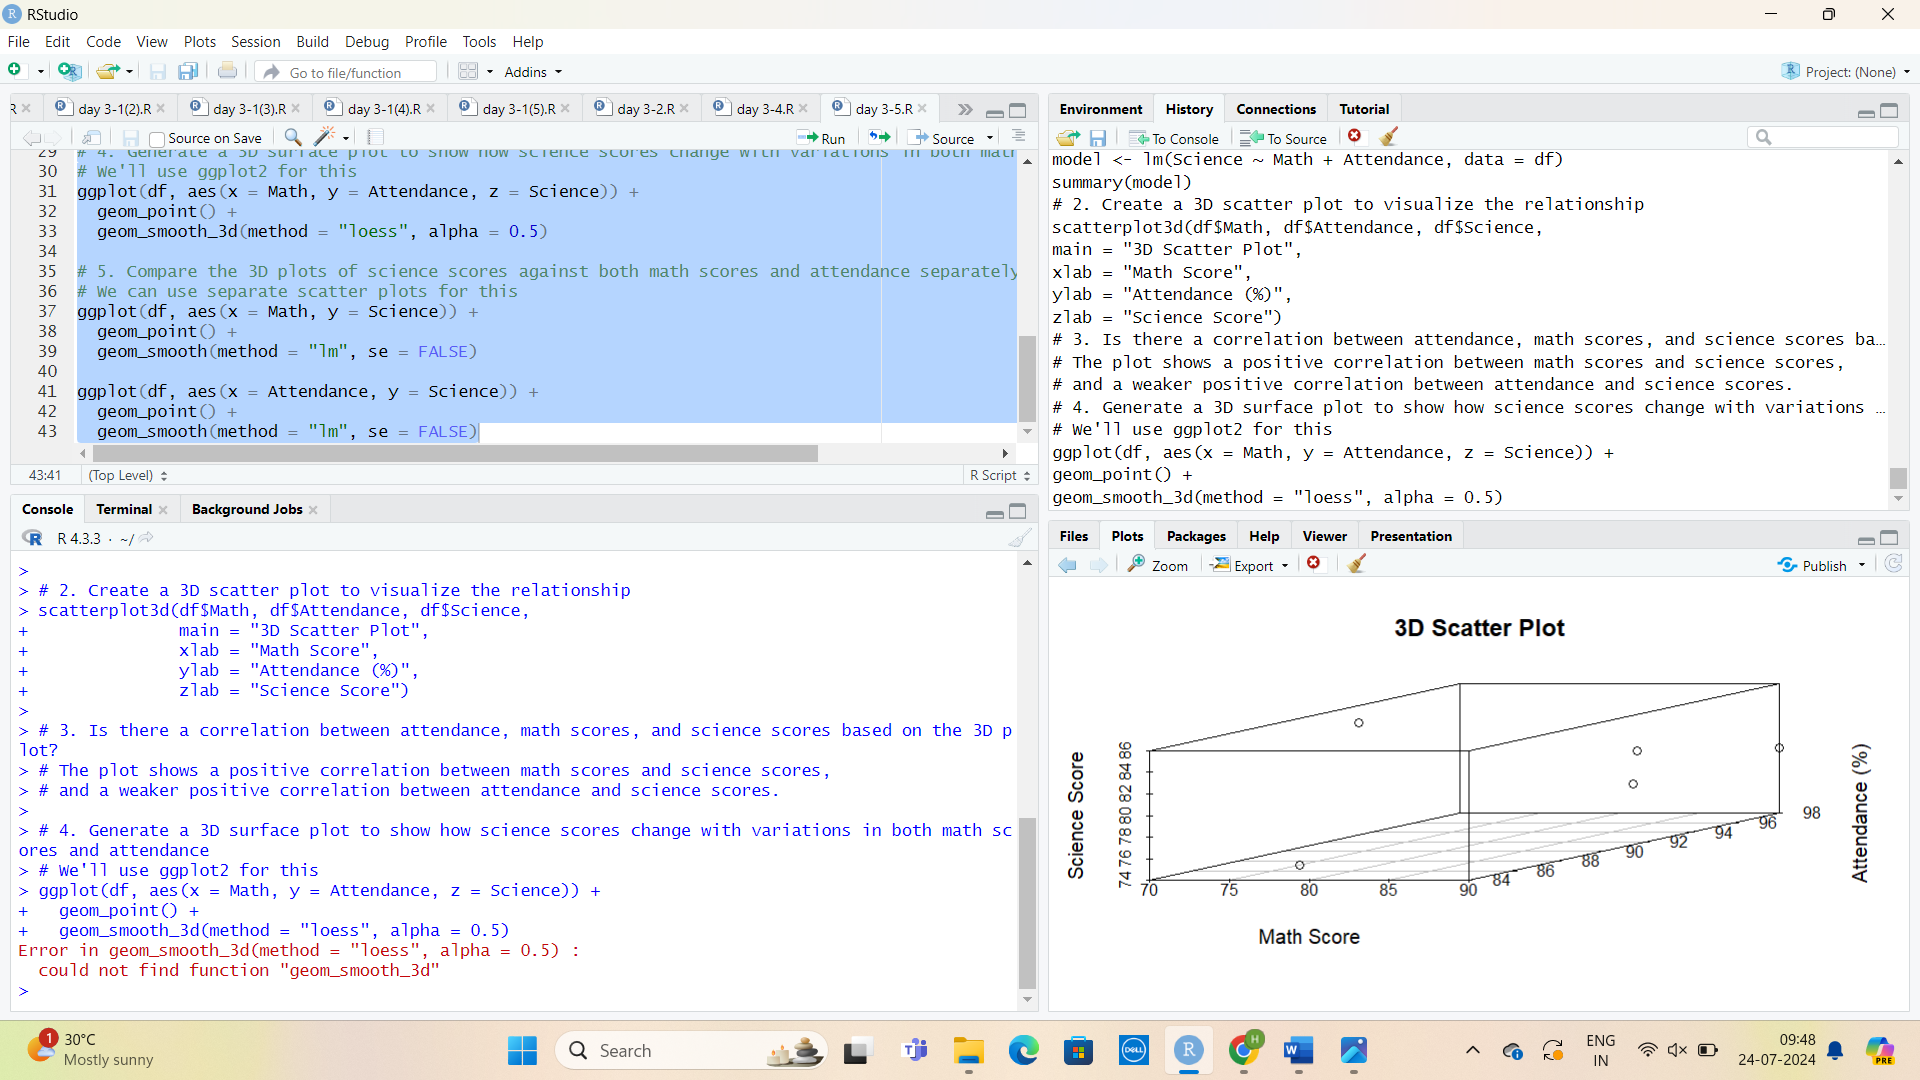 RStudio
File Edit Code View Plots Session Build Debug Profile Tools Help
Go to file/function Addins Project: (None)
R day 3-1(2).R day 3-1(3).R day 3-1(4).R day 3-1(5).R day 3-2.R day 3-4.R day 3-5.R
Source on Save Run Source
29 # 4. Generate a 3D surface plot to show how science scores change with variations in both math
30 # We'll use ggplot2 for this
31 ggplot(df, aes(x = Math, y = Attendance, z = Science)) +
32 geom_point() +
33 geom_smooth_3d(method = "loess", alpha = 0.5)
34
35 # 5. Compare the 3D plots of science scores against both math scores and attendance separately
36 # We can use separate scatter plots for this
37 ggplot(df, aes(x = Math, y = Science)) +
38 geom_point() +
39 geom_smooth(method = "lm", se = FALSE)
40
41 ggplot(df, aes(x = Attendance, y = Science)) +
42 geom_point() +
43 geom_smooth(method = "lm", se = FALSE)
43:41 (Top Level) R Script
Console Terminal Background Jobs
R 4.3.3 · ~/
>
> # 2. Create a 3D scatter plot to visualize the relationship
> scatterplot3d(df$Math, df$Attendance, df$Science,
+ main = "3D Scatter Plot",
+ xlab = "Math Score",
+ ylab = "Attendance (%)",
+ zlab = "Science Score")
>
> # 3. Is there a correlation between attendance, math scores, and science scores based on the 3D p
lot?
> # The plot shows a positive correlation between math scores and science scores,
> # and a weaker positive correlation between attendance and science scores.
>
> # 4. Generate a 3D surface plot to show how science scores change with variations in both math sc
ores and attendance
> # We'll use ggplot2 for this
> ggplot(df, aes(x = Math, y = Attendance, z = Science)) +
+ geom_point() +
+ geom_smooth_3d(method = "loess", alpha = 0.5)
Error in geom_smooth_3d(method = "loess", alpha = 0.5) :
could not find function "geom_smooth_3d"
>
Environment History Connections Tutorial
To Console To Source
model <- lm(Science ~ Math + Attendance, data = df)
summary(model)
# 2. Create a 3D scatter plot to visualize the relationship
scatterplot3d(df$Math, df$Attendance, df$Science,
main = "3D Scatter Plot",
xlab = "Math Score",
ylab = "Attendance (%)",
zlab = "Science Score")
# 3. Is there a correlation between attendance, math scores, and science scores ba…
# The plot shows a positive correlation between math scores and science scores,
# and a weaker positive correlation between attendance and science scores.
# 4. Generate a 3D surface plot to show how science scores change with variations …
# We'll use ggplot2 for this
ggplot(df, aes(x = Math, y = Attendance, z = Science)) +
geom_point() +
geom_smooth_3d(method = "loess", alpha = 0.5)
Files Plots Packages Help Viewer Presentation
Zoom Export Publish
3D Scatter Plot
Science Score
74 76 78 80 82 84 86
70 75 80 85 90
84 86 88 90 92 94 96 98
Attendance (%)
Math Score
1 30°C
Mostly sunny
Search
DELL
R
H
W
ENG
IN
09:48
24-07-2024
PRE